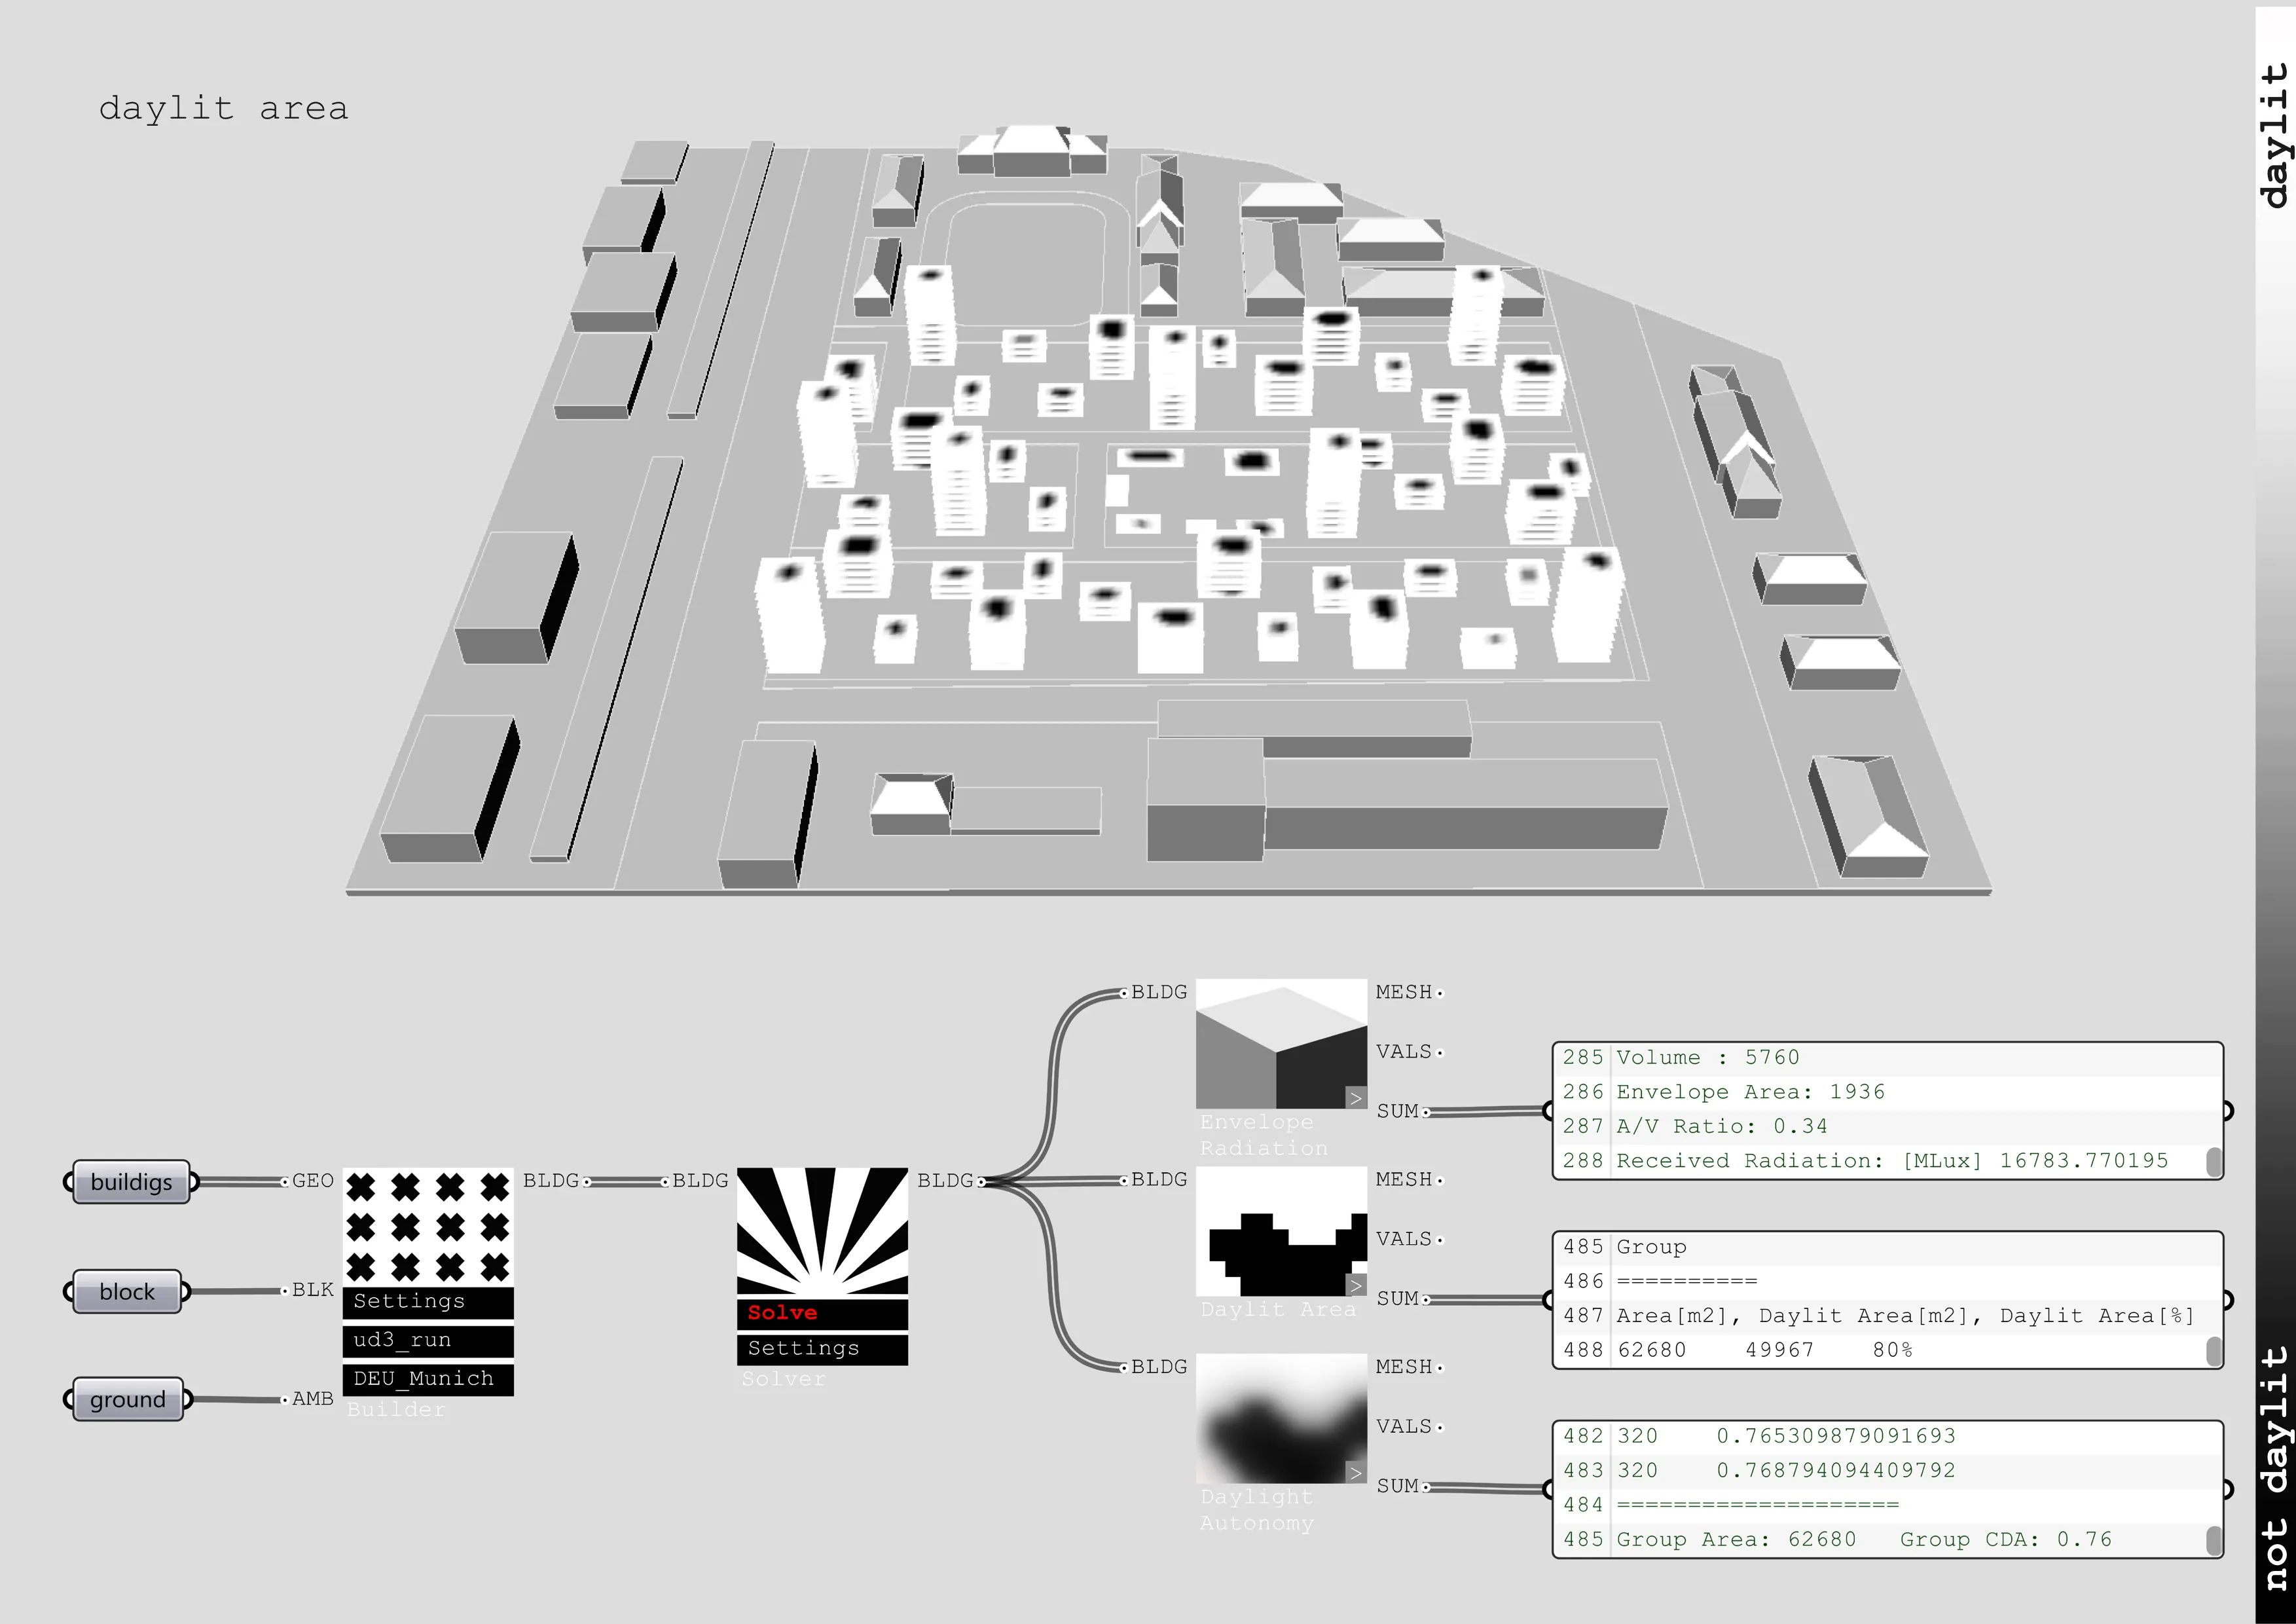 daylit area
daylit
not daylit
buildigs
block
ground
GEO
BLK
AMB
BLDG
Settings
ud3_run
DEU_Munich
Builder
BLDG
BLDG
Solve
Settings
Solver
BLDG
MESH
VALS
SUM
Envelope
Radiation
BLDG
MESH
VALS
SUM
>
Daylit Area
BLDG
MESH
VALS
SUM
>
Daylight
Autonomy
>
285 Volume : 5760
286 Envelope Area: 1936
287 A/V Ratio: 0.34
288 Received Radiation: [MLux] 16783.770195
485 Group
486 ==========
487 Area[m2], Daylit Area[m2], Daylit Area[%]
488 62680 49967 80%
482 320 0.765309879091693
483 320 0.768794094409792
484 ====================
485 Group Area: 62680 Group CDA: 0.76